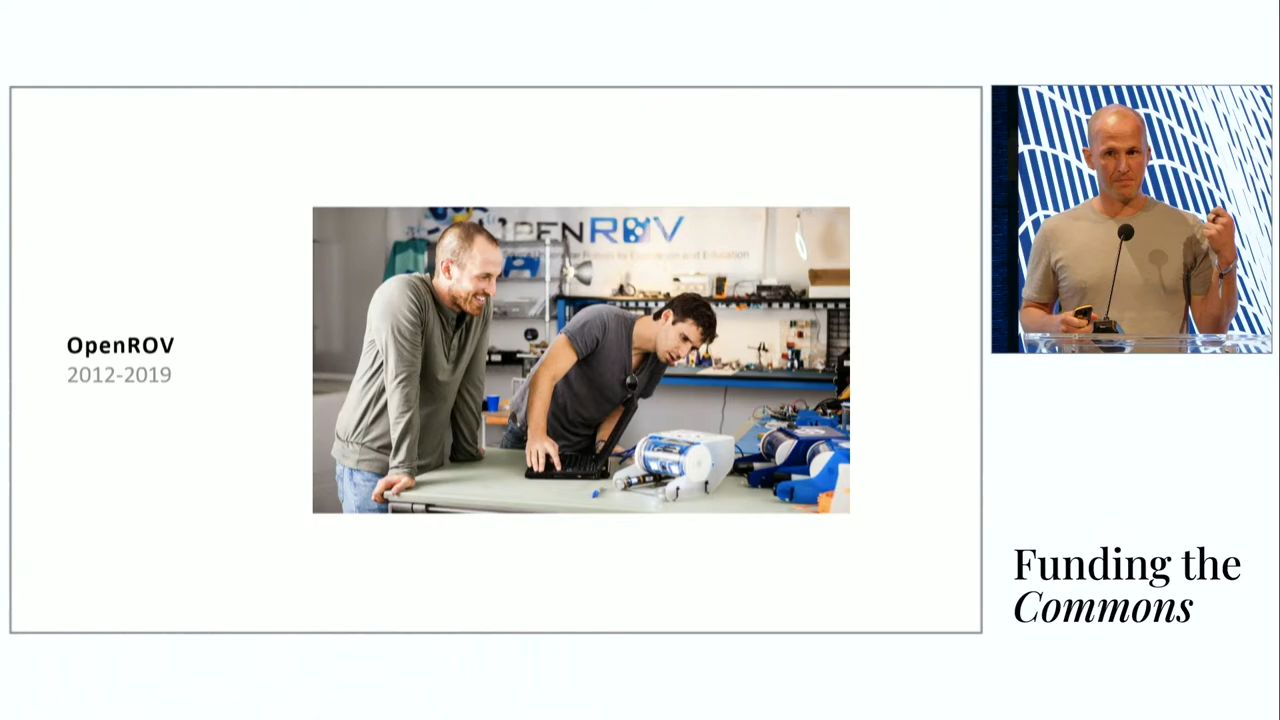 OpenROV
2012-2019
OPENROV
Funding the
Commons